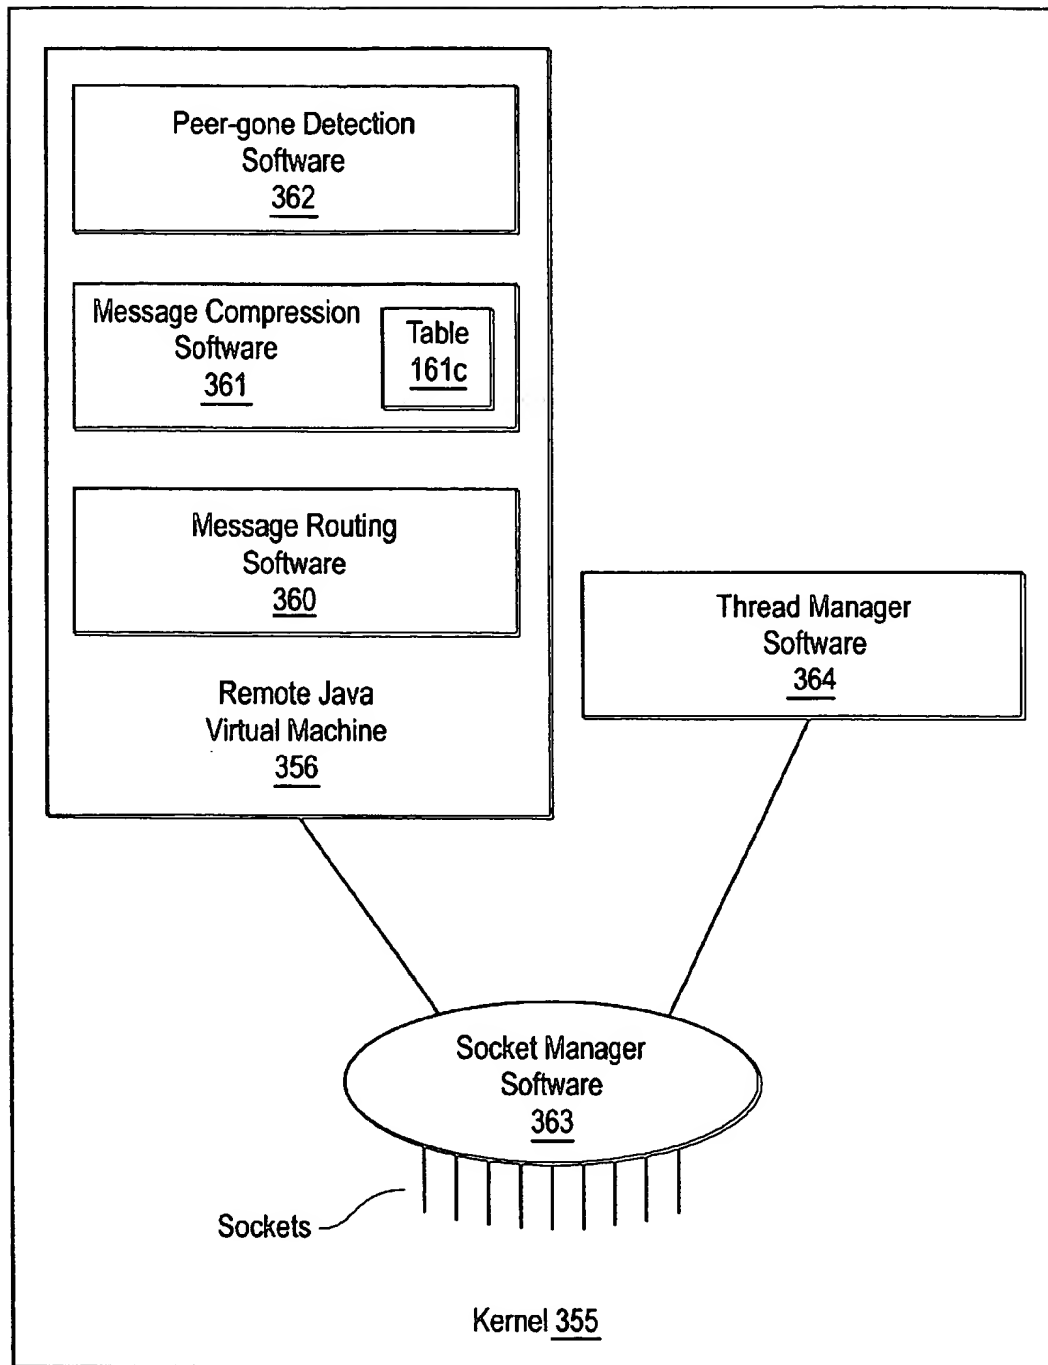 Peer-gone Detection
Software
362
Message Compression
Software
361
Table
161c
Message Routing
Software
360
Remote Java
Virtual Machine
356
Thread Manager
Software
364
Socket Manager
Software
363
Sockets
Kernel 355